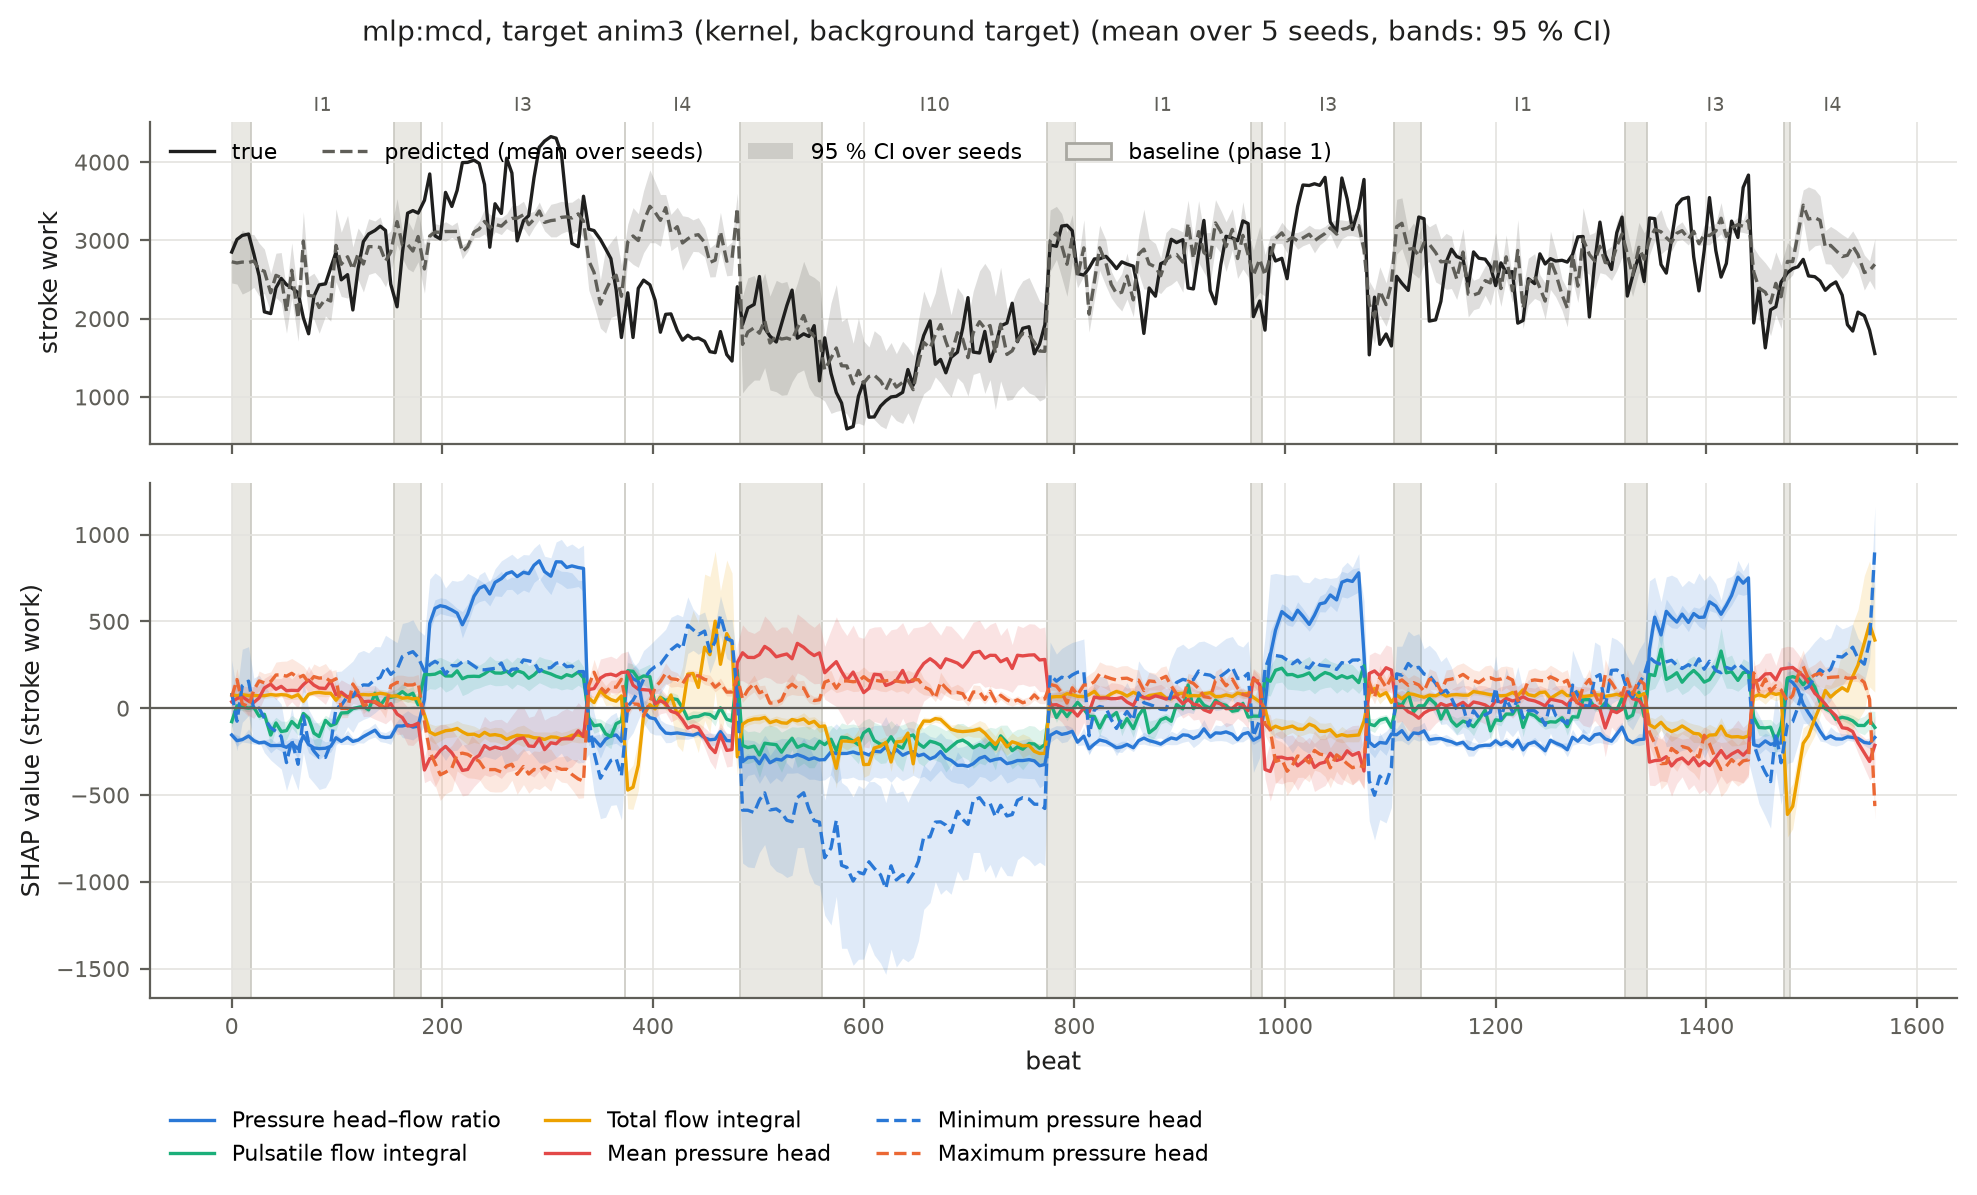 mlp:mcd, target anim3 (kernel, background target) (mean over 5 seeds, bands: 95 % CI)
I1 I3 I4 I10 I1 I3 I1 I3 I4
true predicted (mean over seeds) 95 % CI over seeds baseline (phase 1)
stroke work
4000
3000
2000
1000
SHAP value (stroke work)
1000
500
0
−500
−1000
−1500
0 200 400 600 800 1000 1200 1400 1600
beat
Pressure head–flow ratio Total flow integral Minimum pressure head
Pulsatile flow integral Mean pressure head Maximum pressure head